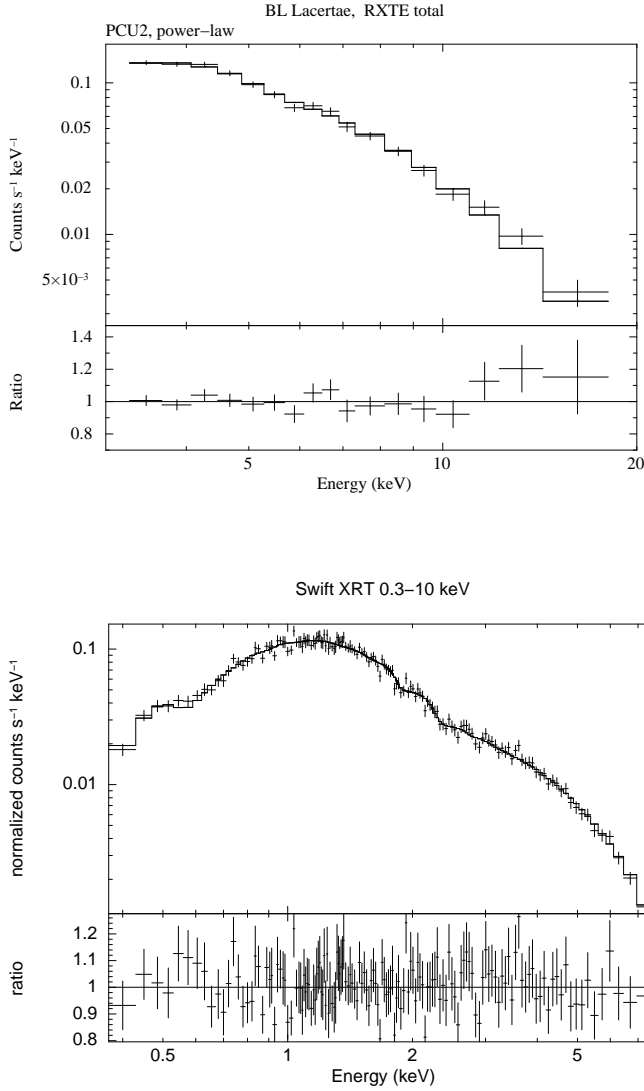 BL Lacertae, RXTE total
PCU2, power−law
Counts s⁻¹ keV⁻¹
0.1
0.05
0.02
0.01
5×10⁻³
Ratio
1.4
1.2
1
0.8
5
10
20
Energy (keV)
Swift XRT 0.3−10 keV
normalized counts s⁻¹ keV⁻¹
0.1
0.01
ratio
1.2
1.1
1
0.9
0.8
0.5
1
2
5
Energy (keV)